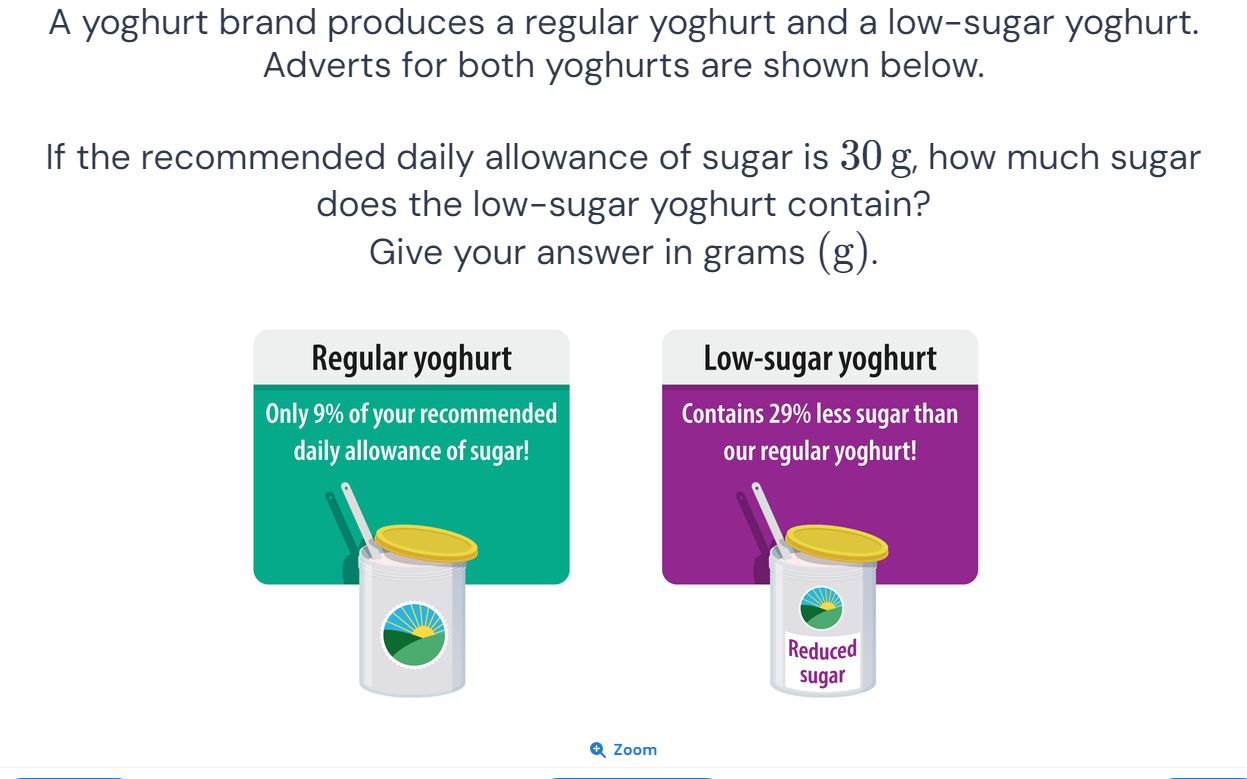 A yoghurt brand produces a regular yoghurt and a low-sugar yoghurt.
Adverts for both yoghurts are shown below.
If the recommended daily allowance of sugar is 30 g, how much sugar
does the low-sugar yoghurt contain?
Give your answer in grams (g).
Regular yoghurt
Only 9% of your recommended
daily allowance of sugar!
Low-sugar yoghurt
Contains 29% less sugar than
our regular yoghurt!
Reduced
sugar
Zoom